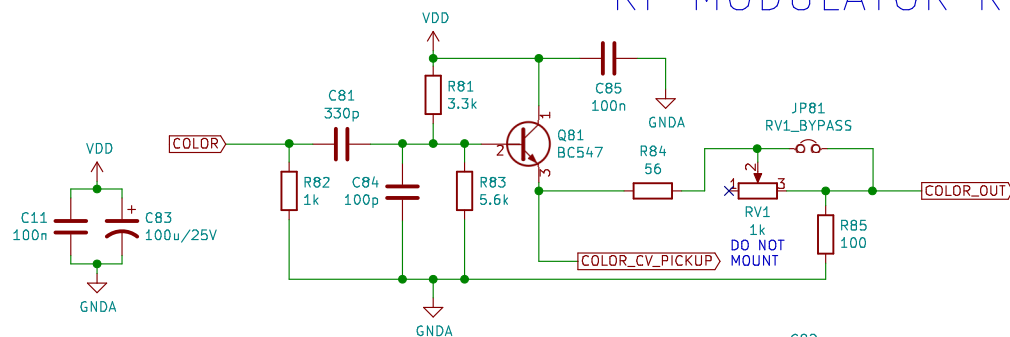 RF MODULATOR R
VDD
C85
100n
GNDA
R81
3.3k
C81
330p
COLOR
1
2
3
Q81
BC547
JP81
RV1_BYPASS
VDD
R82
1k
C84
100p
R83
5.6k
R84
56
2
1
3
RV1
1k
DO NOT
MOUNT
COLOR_OUT
C11
100n
+
C83
100u/25V
R85
100
COLOR_CV_PICKUP
GNDA
GNDA